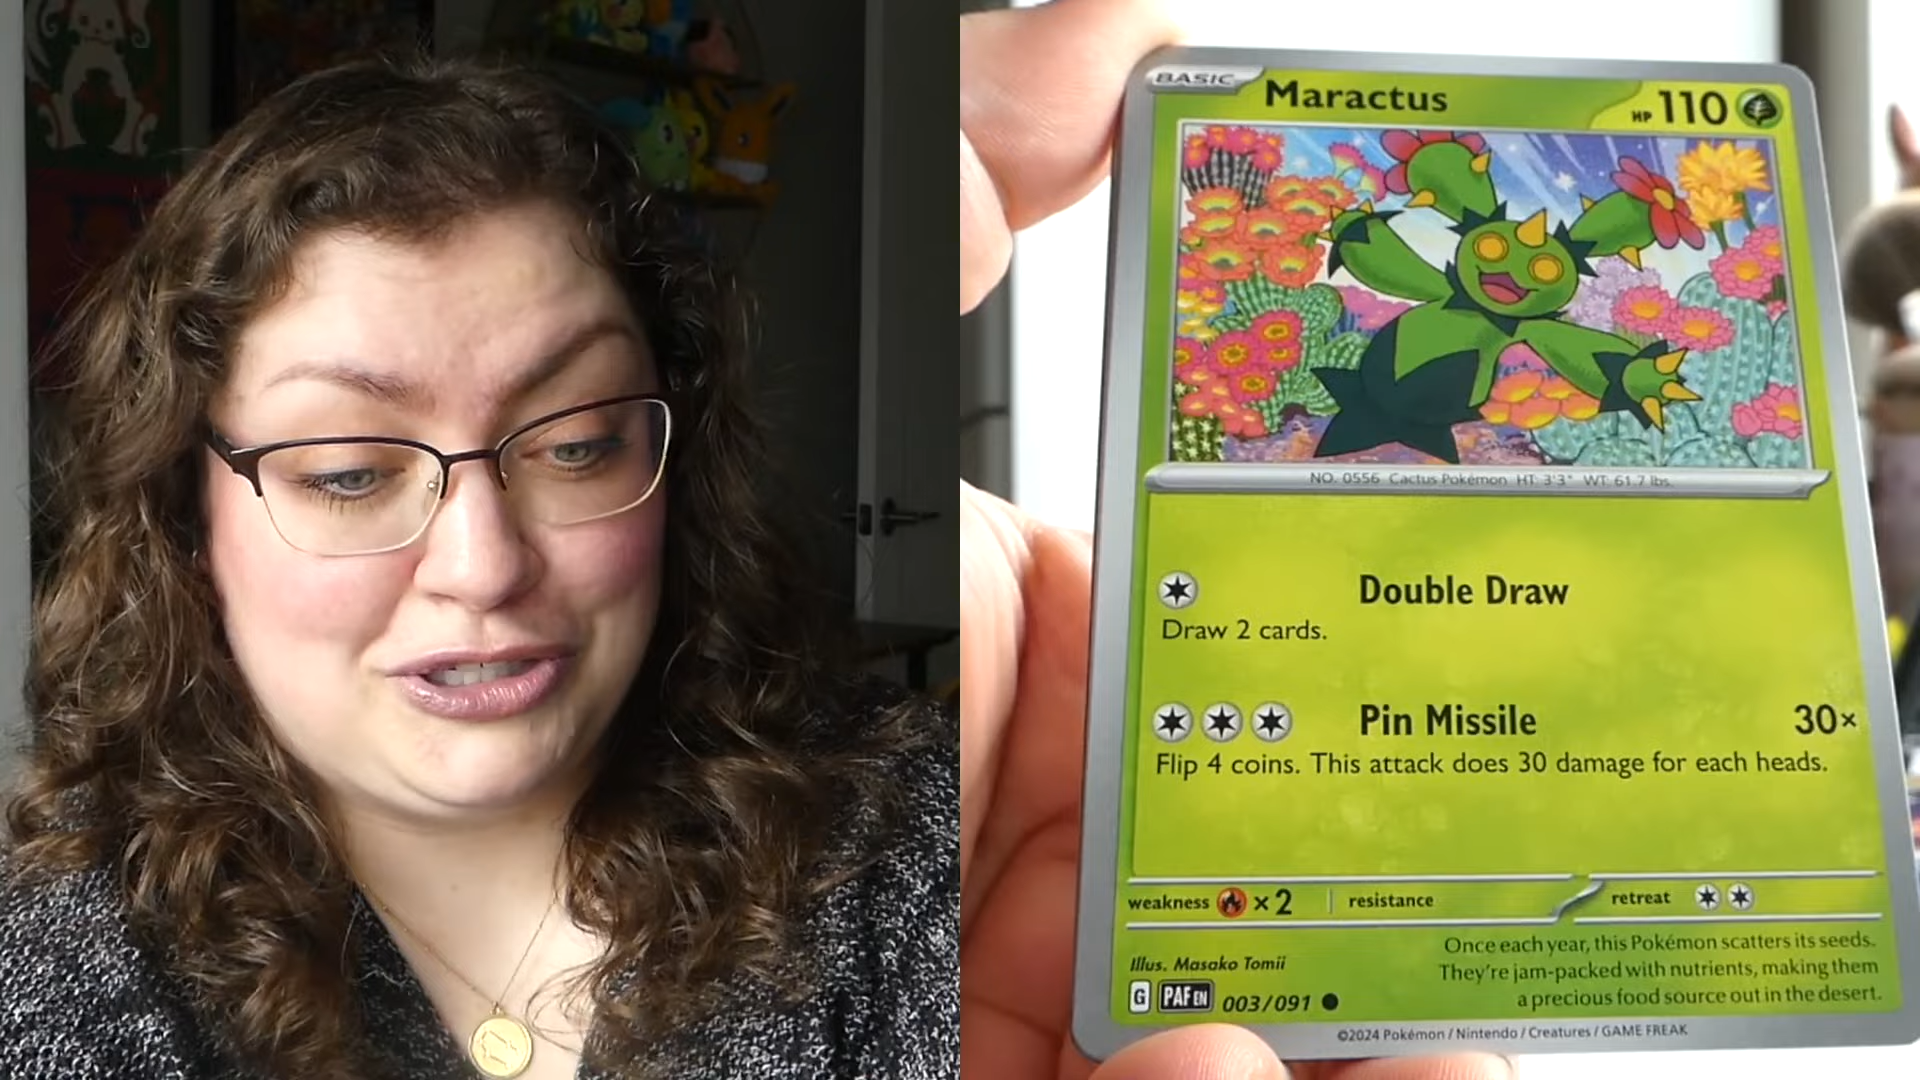 BASIC
Maractus
HP 110
NO. 0556 Cactus Pokémon HT: 3'3" WT: 61.7 lbs.
Double Draw
Draw 2 cards.
Pin Missile 30×
Flip 4 coins. This attack does 30 damage for each heads.
weakness ×2 resistance retreat
Once each year, this Pokémon scatters its seeds.
They're jam-packed with nutrients, making them
a precious food source out in the desert.
Illus. Masako Tomii
G PAF EN 003/091
©2024 Pokémon / Nintendo / Creatures / GAME FREAK